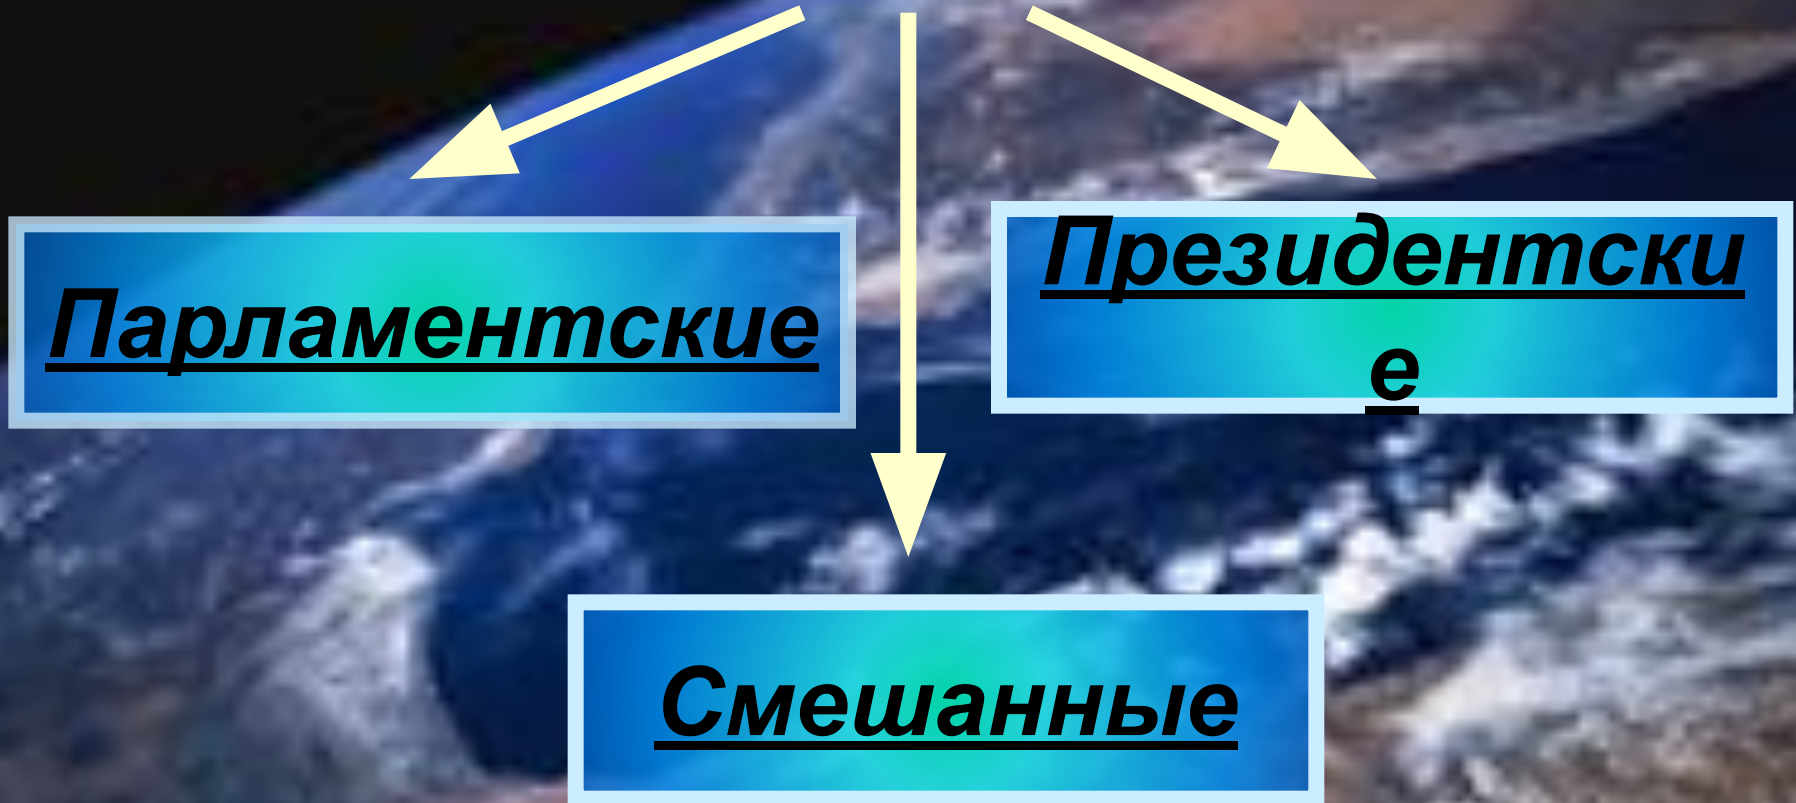 Парламентские
Президентски
е
Смешанные